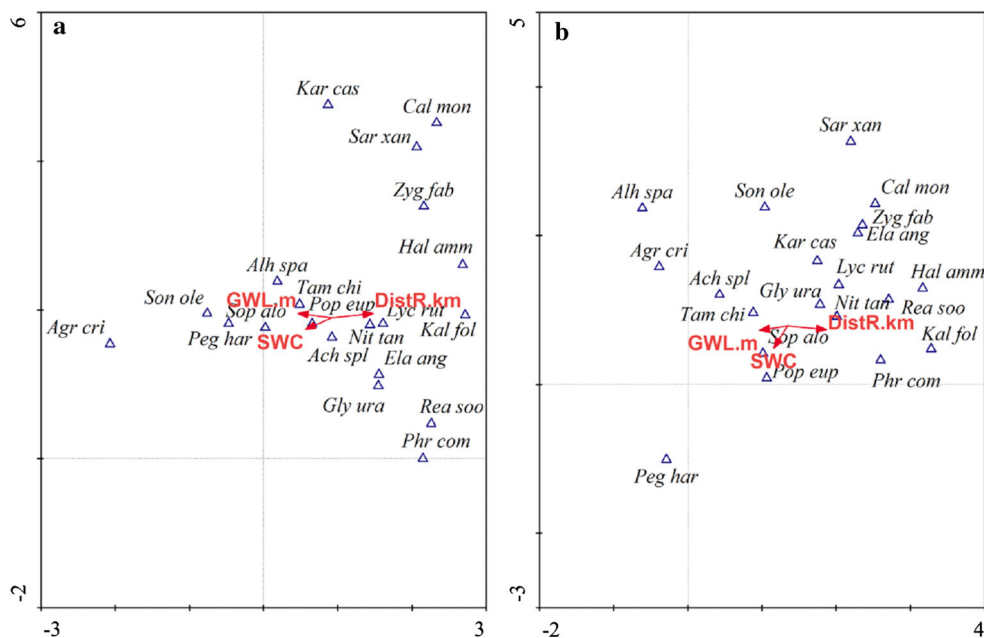 6
a
Kar cas
Cal mon
Sar xan
Zyg fab
Hal amm
Alh spa
Tam chi
GWL.m
DistR.km
Son ole
Sop alo
Pop eup
Lyc rut
Agr cri
Peg har
SWC
Nit tan
Kal fol
Ach spl
Ela ang
Gly ura
Rea soo
Phr com
-2
-3
3
5
b
Sar xan
Alh spa
Son ole
Cal mon
Zyg fab
Ela ang
Kar cas
Agr cri
Lyc rut
Hal amm
Ach spl
Gly ura
Nit tan
Rea soo
Tam chi
DistR.km
GWL.m
Sop alo
Kal fol
SWC
Pop eup
Phr com
Peg har
-3
-2
4